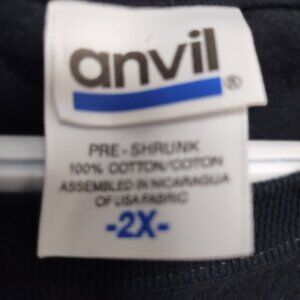 anvil®
PRE-SHRUNK
100% COTTON/COTON
ASSEMBLED IN NICARAGUA
OF USA FABRIC
-2X-